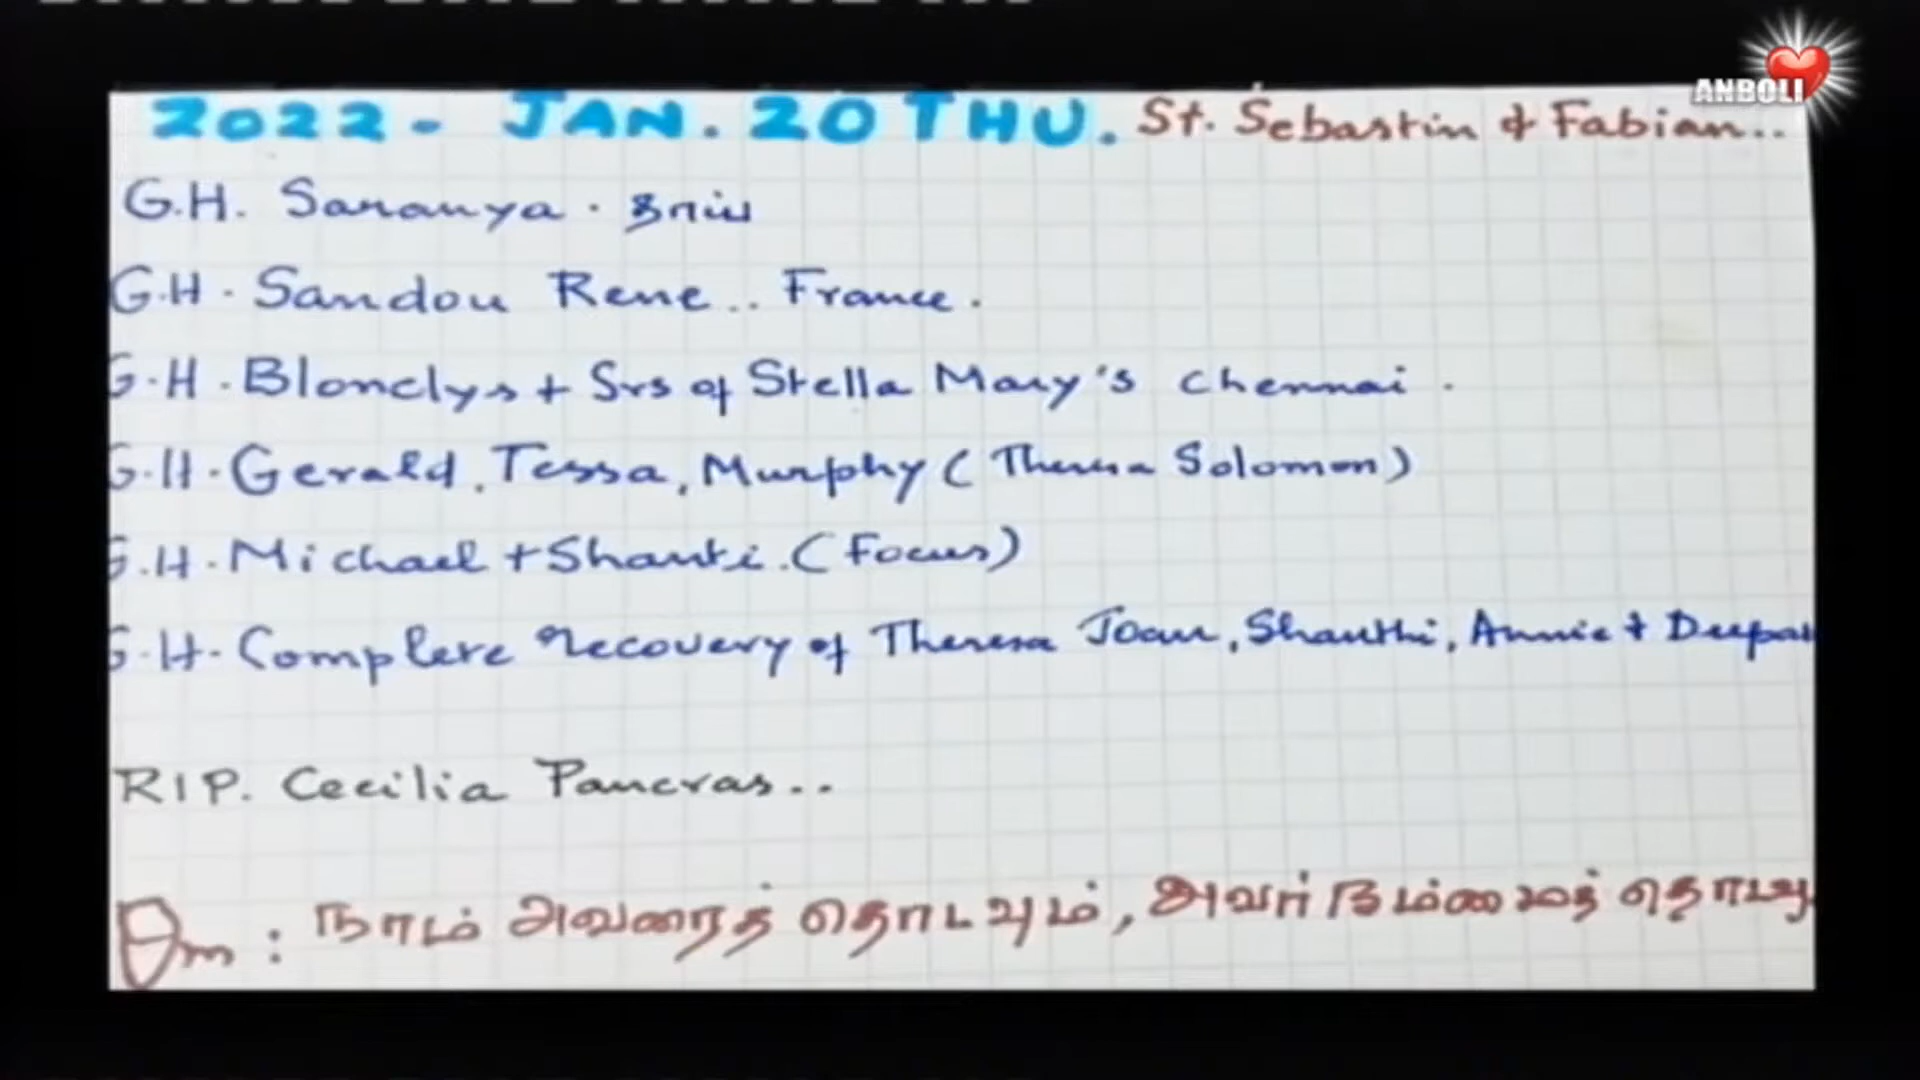 ANBOLI
2022 - JAN. 20 THU. St. Sebastin & Fabian...
G.H. Saranya . தாய்
G.H. Sandou Rene.. France.
G.H. Blonclys + Srs of Stella Mary's Chennai.
G.H. Gerald, Tessa, Murphy (Theresa Solomon)
G.H. Michael + Shanti. (Focus)
G.H. Complete recovery of Theresa Joan, Shanthi, Annie + Deepa
RIP. Cecilia Pancras..
நாம் அவரைத் தொடவும், அவர் நம்மைத் தொடவு